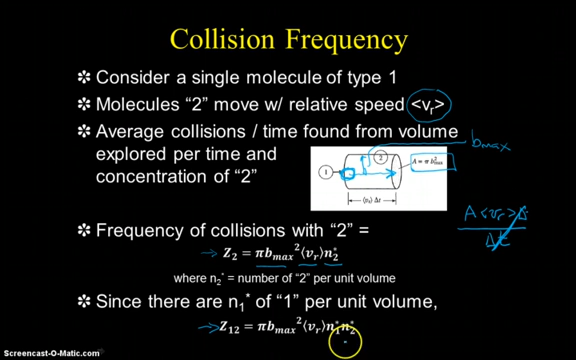 Collision Frequency
✻ Consider a single molecule of type 1
✻ Molecules “2” move w/ relative speed <vᵣ>
✻ Average collisions / time found from volume
bmax
explored per time and
concentration of “2”
1
2
A = π b²max
⟨vᵣ⟩ Δt
A<vᵣ>Δt
Δt
✻ Frequency of collisions with “2” =
→ Z₂ = πbₘₐₓ²⟨vᵣ⟩n₂*
where n₂* = number of “2” per unit volume
✻ Since there are n₁* of “1” per unit volume,
→ Z₁₂ = πbₘₐₓ²⟨vᵣ⟩n₁*n₂*
Screencast-O-Matic.com